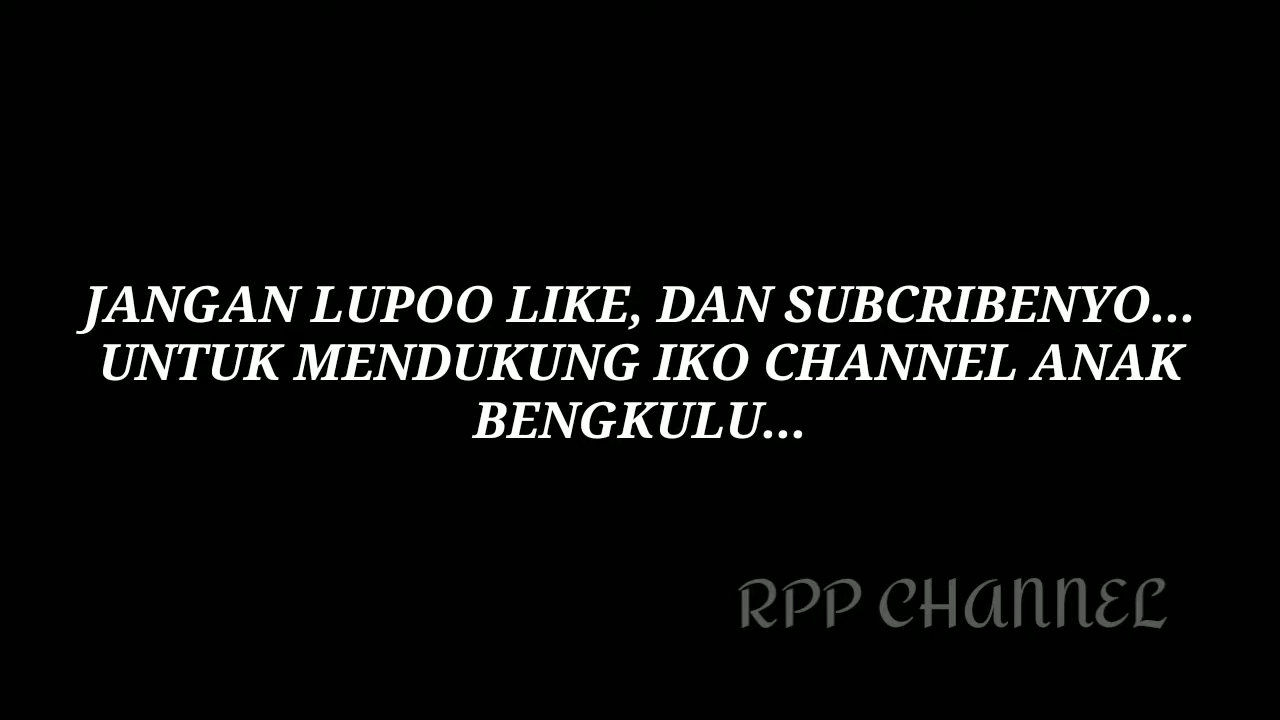 JANGAN LUPOO LIKE, DAN SUBCRIBENYO...
UNTUK MENDUKUNG IKO CHANNEL ANAK
BENGKULU...
RPP CHANNEL